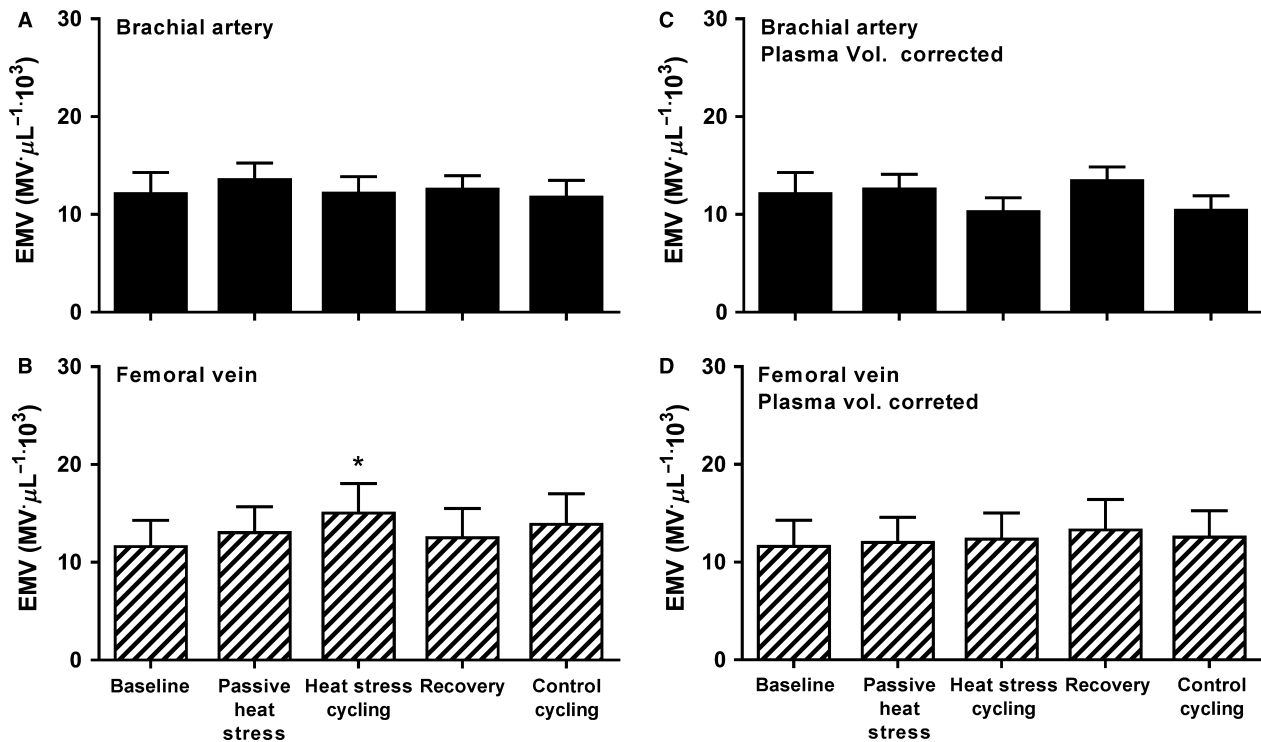 A
30
20
10
0
EMV (MV·μL⁻¹·10³)
Brachial artery
C
30
20
10
0
EMV (MV·μL⁻¹·10³)
Brachial artery
Plasma Vol. corrected
B
30
20
10
0
EMV (MV·μL⁻¹·10³)
Femoral vein
*
Baseline
Passive
heat
stress
Heat stress
cycling
Recovery
Control
cycling
D
30
20
10
0
EMV (MV·μL⁻¹·10³)
Femoral vein
Plasma vol. correted
Baseline
Passive
heat
stress
Heat stress
cycling
Recovery
Control
cycling